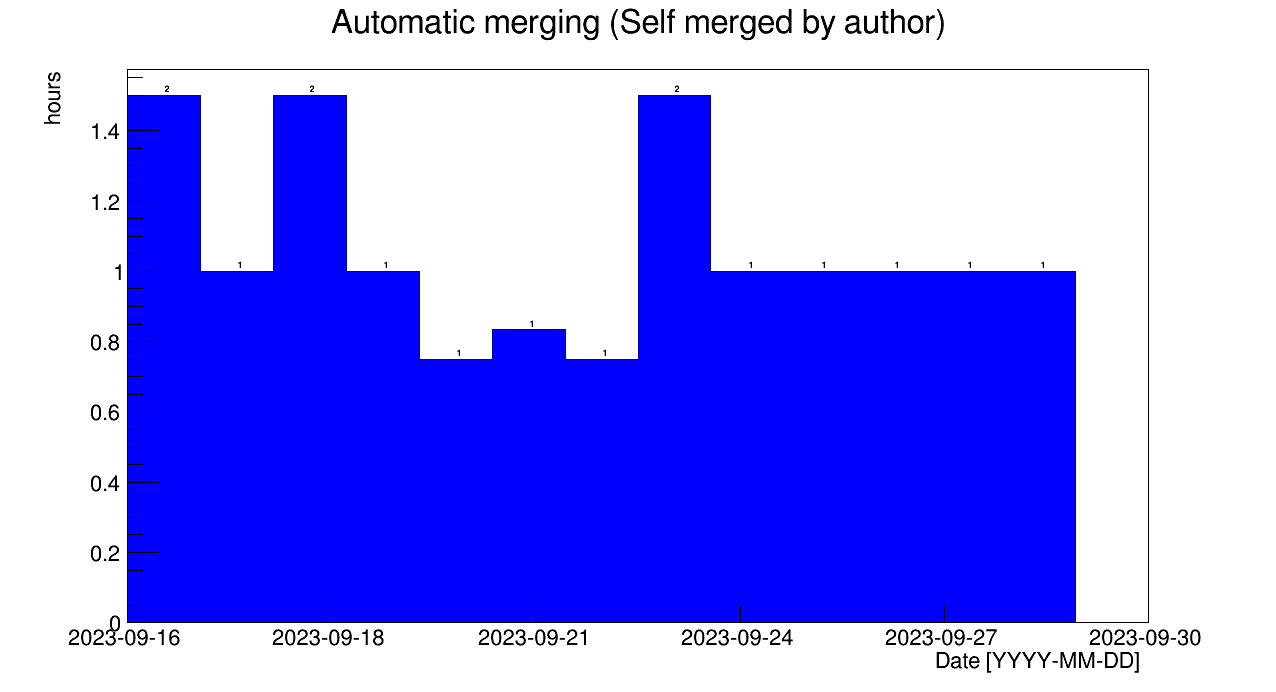 Automatic merging (Self merged by author)
hours
2 2 2
1.4
1.2
1 1 1 1 1 1 1
1
1 1 1
0.8
0.6
0.4
0.2
0
2023-09-16 2023-09-18 2023-09-21 2023-09-24 2023-09-27 2023-09-30
Date [YYYY-MM-DD]